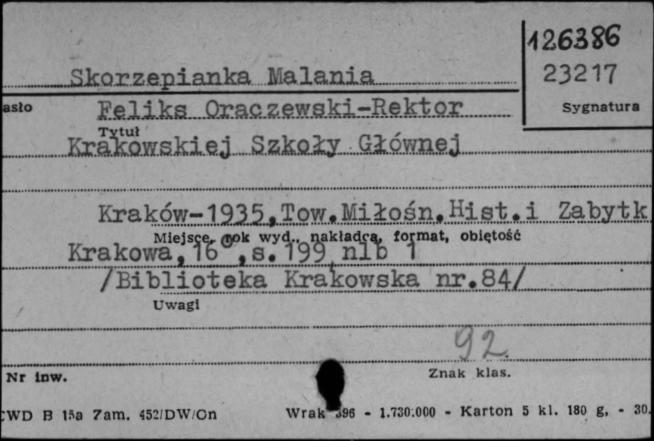 126386
Skorzepianka Malania
23217
asło
Feliks Oraczewski-Rektor
Sygnatura
Tytuł
Krakowskiej Szkoły Głównej
Kraków-1935,Tow.Miłośn.Hist.i Zabytk
Miejsce, rok wyd., nakładca, format, objętość
Krakowa,16°,s.199,nlb 1
/Biblioteka Krakowska nr.84/
Uwagi
92.
Nr inw.
Znak klas.
CWD B 15a Zam. 452/DW/Gn Wrak 396 - 1.730.000 - Karton 5 kl. 180 g. - 30.